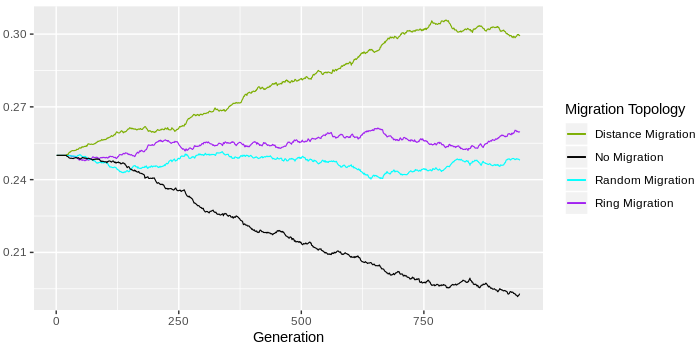 0.30
0.27
0.24
0.21
0
250
500
750
Generation
Migration Topology
Distance Migration
No Migration
Random Migration
Ring Migration